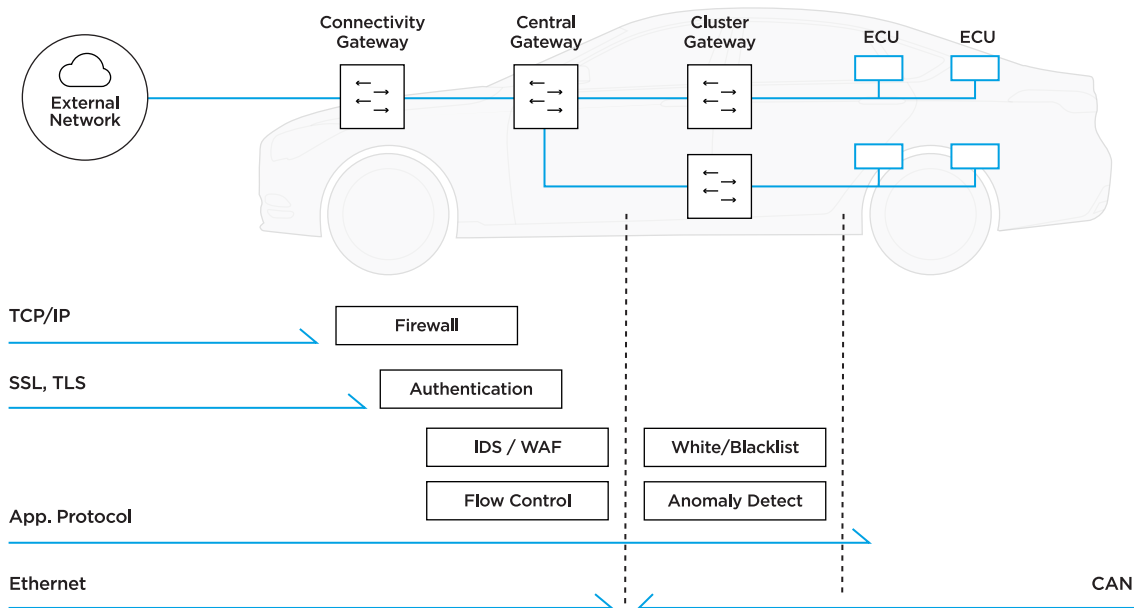 Connectivity
Gateway
Central
Gateway
Cluster
Gateway
ECU
ECU
External
Network
TCP/IP
Firewall
SSL, TLS
Authentication
IDS / WAF
White/Blacklist
Flow Control
Anomaly Detect
App. Protocol
Ethernet
CAN